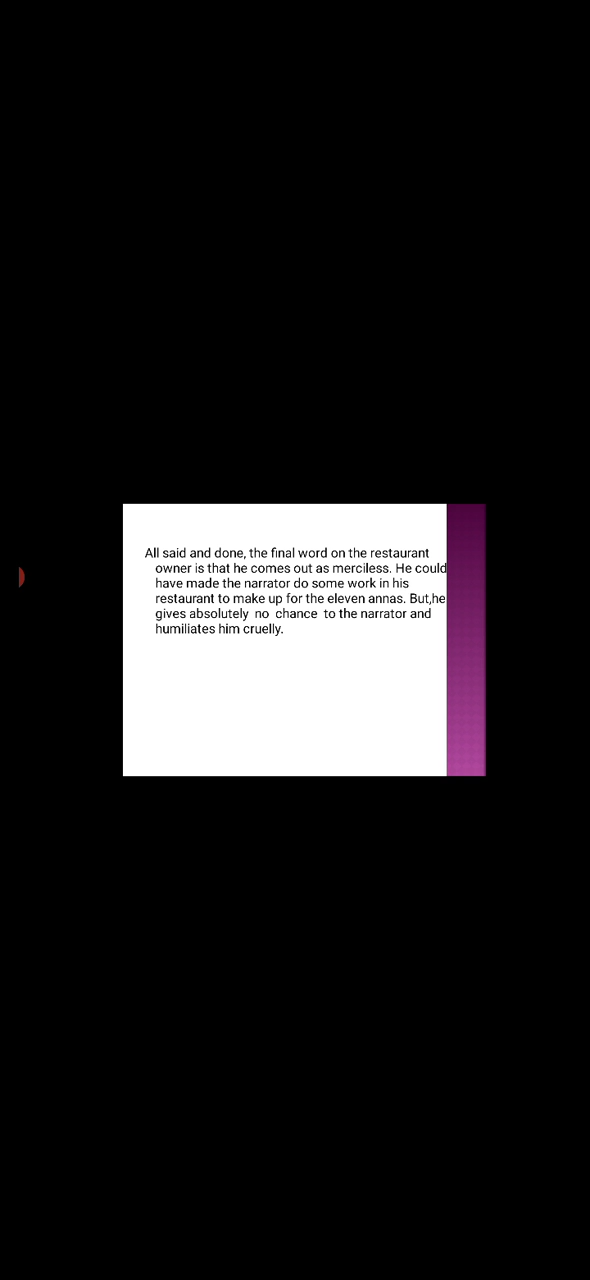 All said and done, the final word on the restaurant
owner is that he comes out as merciless. He could
have made the narrator do some work in his
restaurant to make up for the eleven annas. But,he
gives absolutely no chance to the narrator and
humiliates him cruelly.